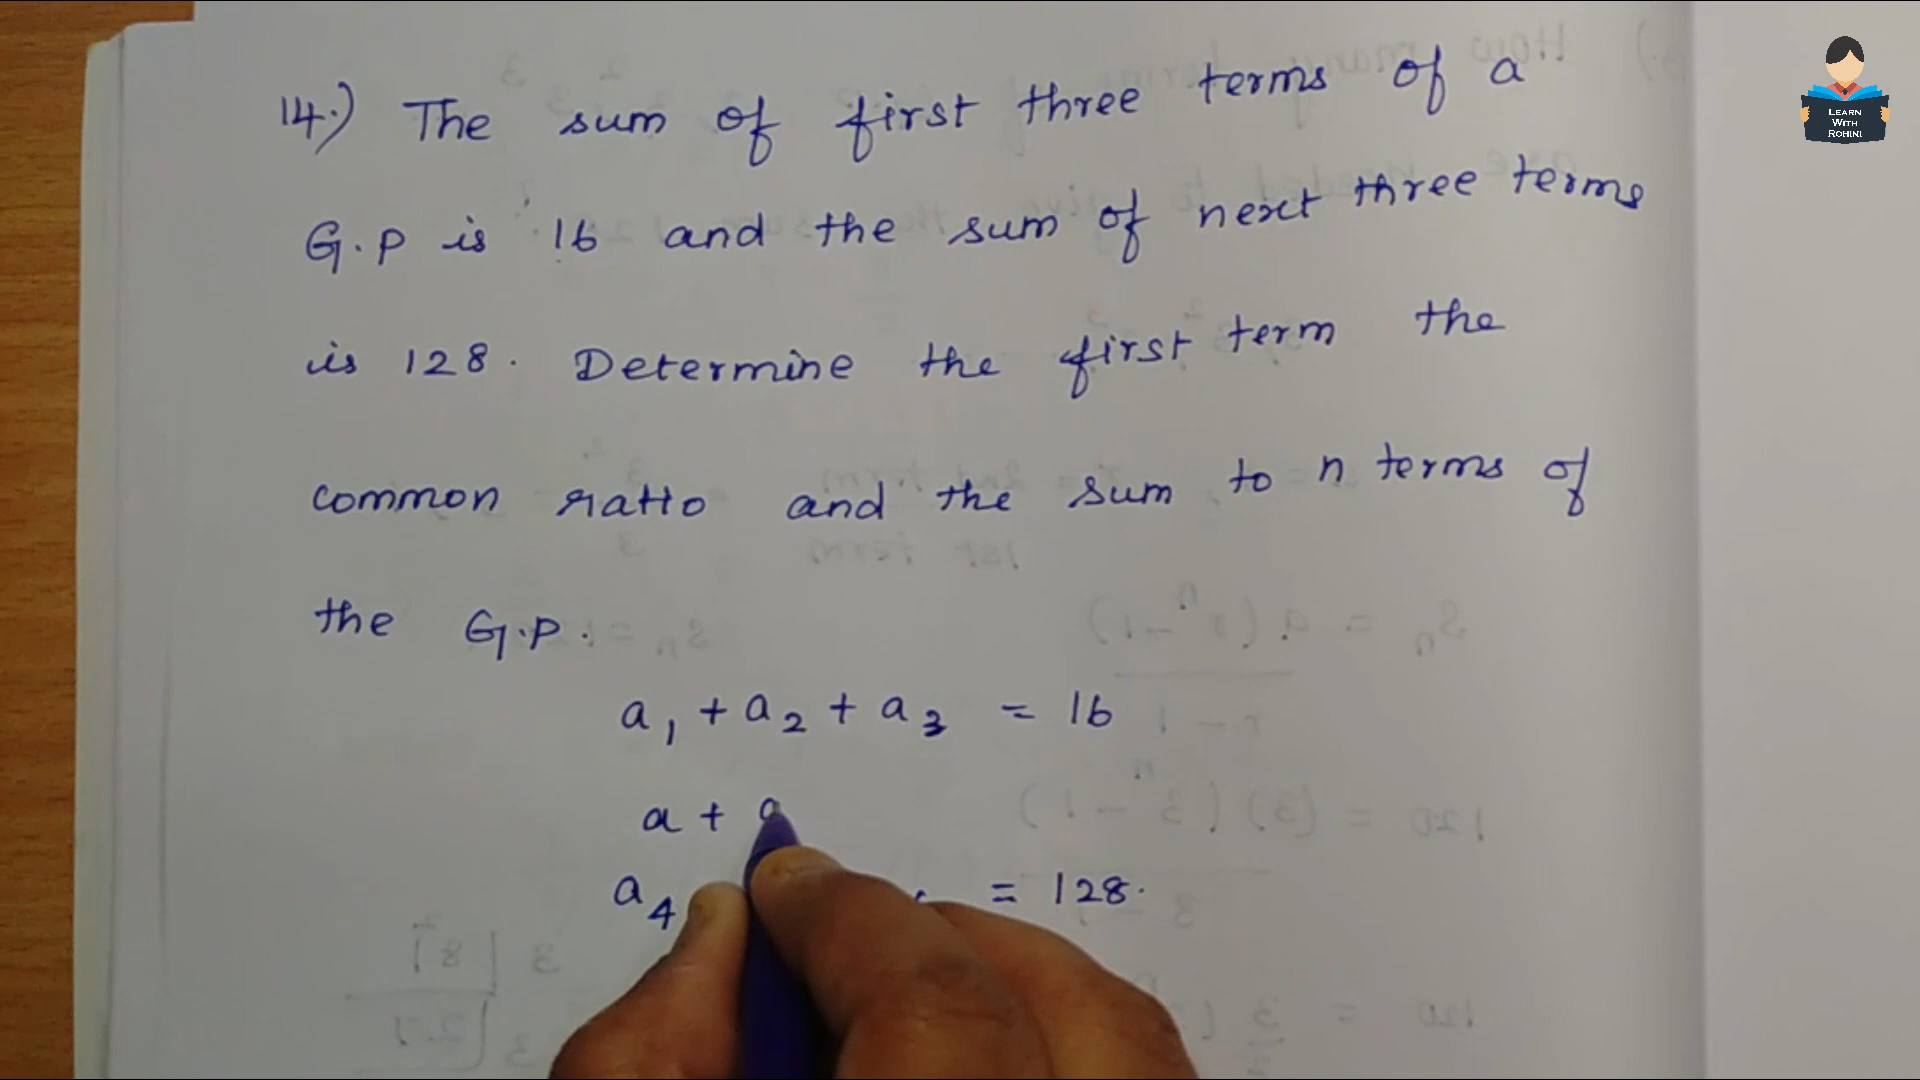 14.) The sum of first three terms of a
G.P is 16 and the sum of next three terms
is 128. Determine the first term the
common ratio and the sum to n terms of
the G.P.
a₁ + a₂ + a₃ = 16
a + a
a₄ = 128.
LEARN
WITH
ROHINI